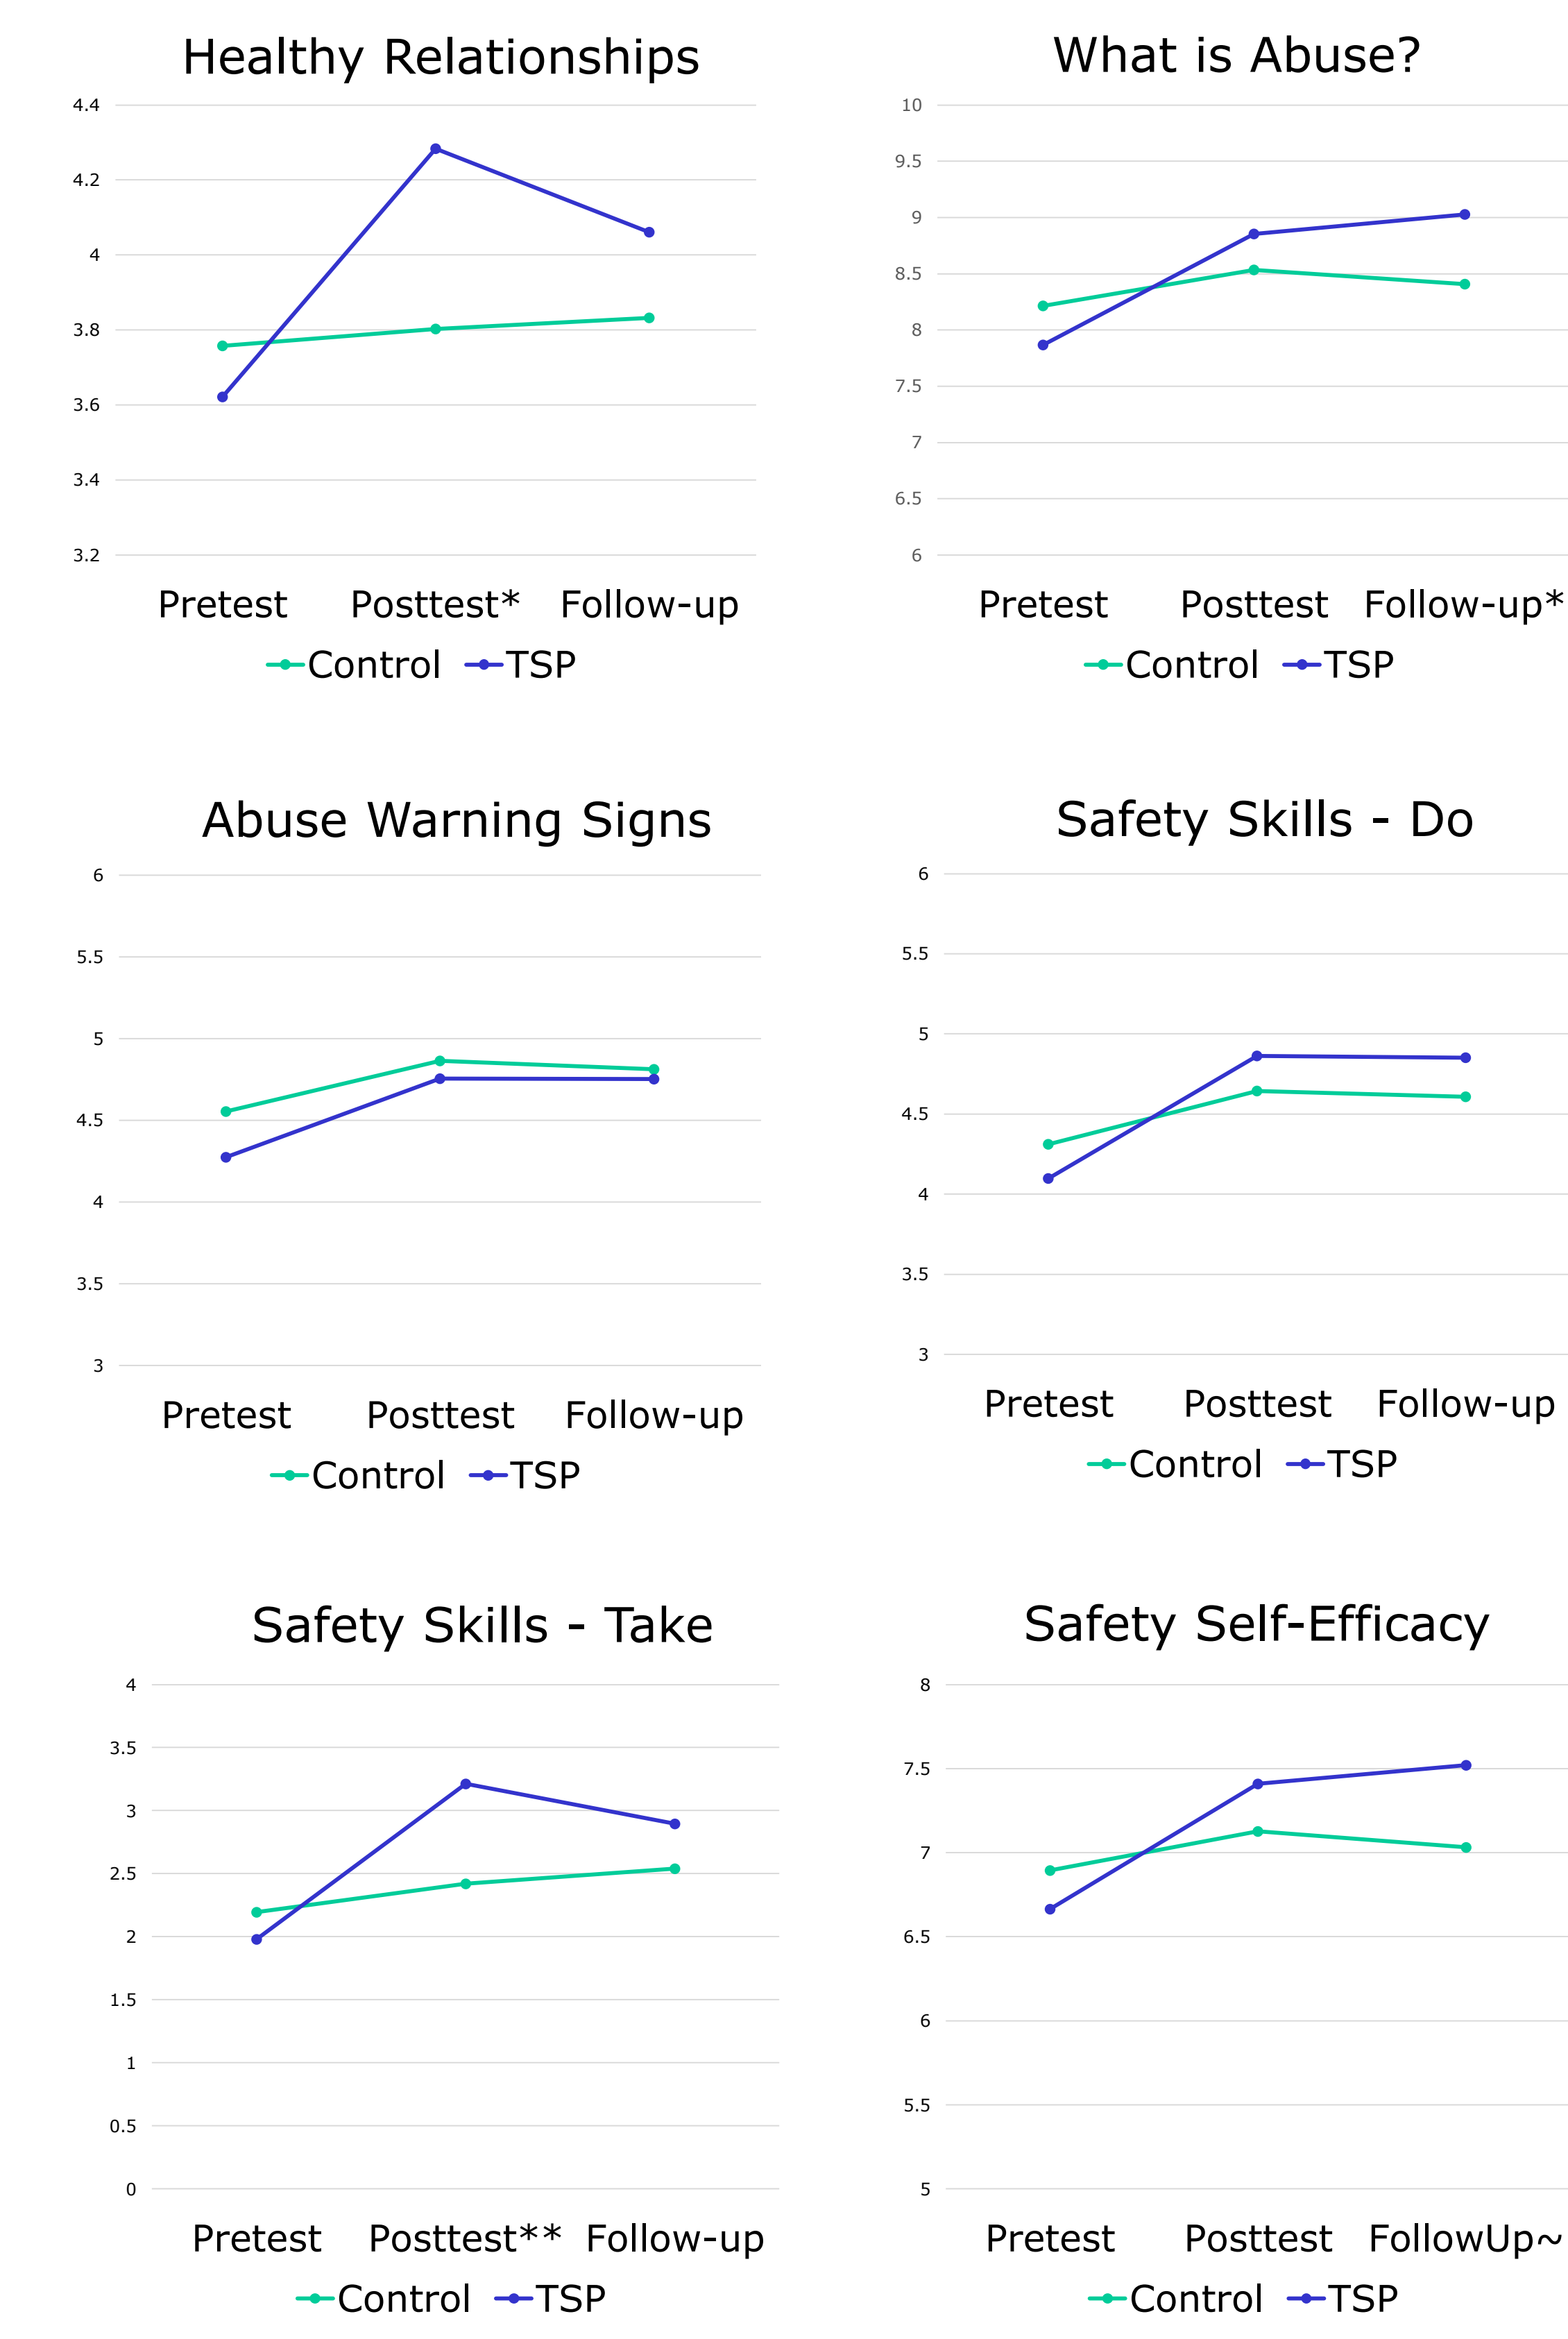 Healthy Relationships
4.4
4.2
4
3.8
3.6
3.4
3.2
Pretest Posttest* Follow-up
Control TSP
What is Abuse?
10
9.5
9
8.5
8
7.5
7
6.5
6
Pretest Posttest Follow-up*
Control TSP
Abuse Warning Signs
6
5.5
5
4.5
4
3.5
3
Pretest Posttest Follow-up
Control TSP
Safety Skills - Do
6
5.5
5
4.5
4
3.5
3
Pretest Posttest Follow-up
Control TSP
Safety Skills - Take
4
3.5
3
2.5
2
1.5
1
0.5
0
Pretest Posttest** Follow-up
Control TSP
Safety Self-Efficacy
8
7.5
7
6.5
6
5.5
5
Pretest Posttest FollowUp~
Control TSP